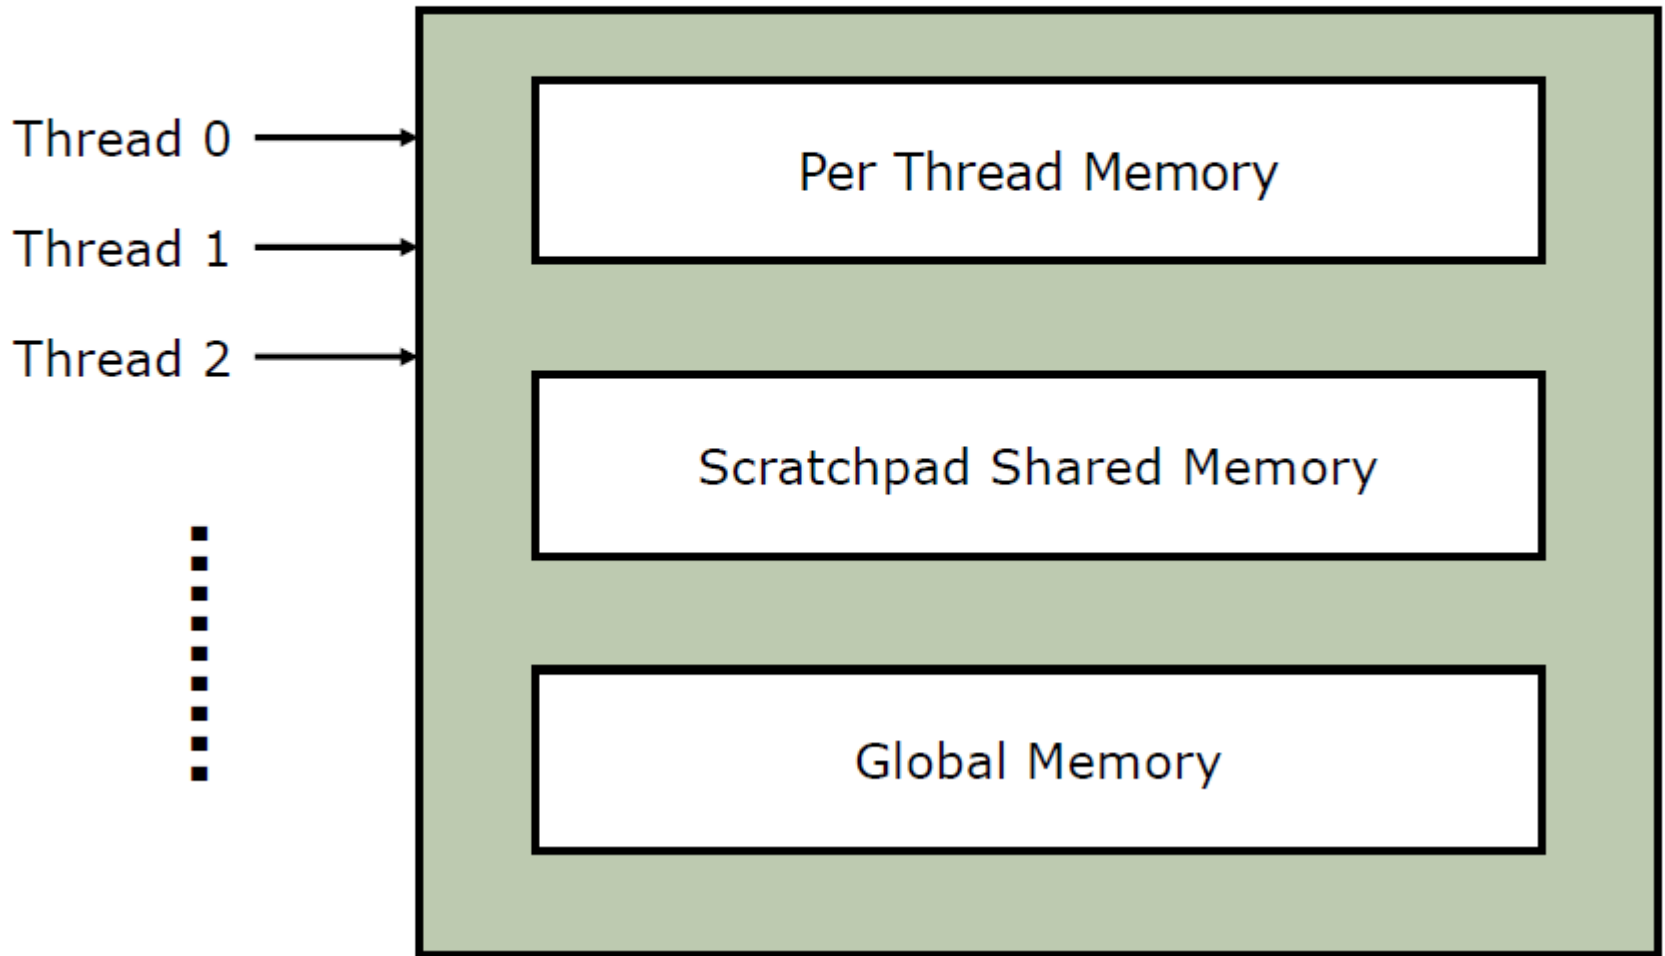 Thread 0
Thread 1
Thread 2
Per Thread Memory
Scratchpad Shared Memory
Global Memory